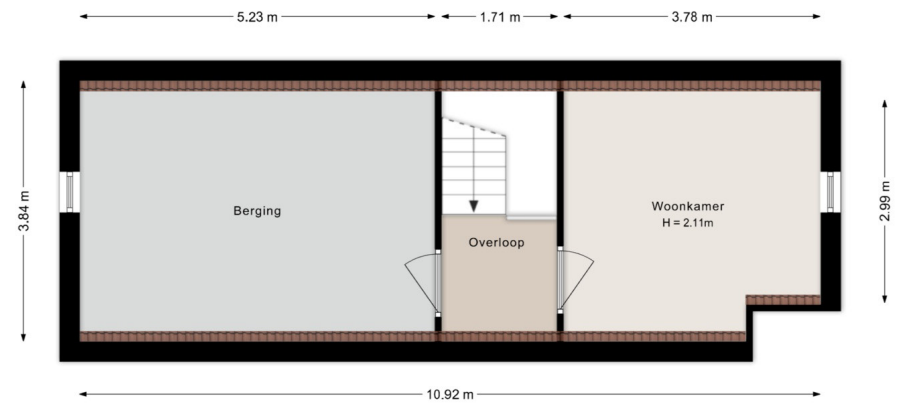 5.23 m
1.71 m
3.78 m
3.84 m
Berging
Overloop
Woonkamer
H = 2.11m
2.99 m
10.92 m